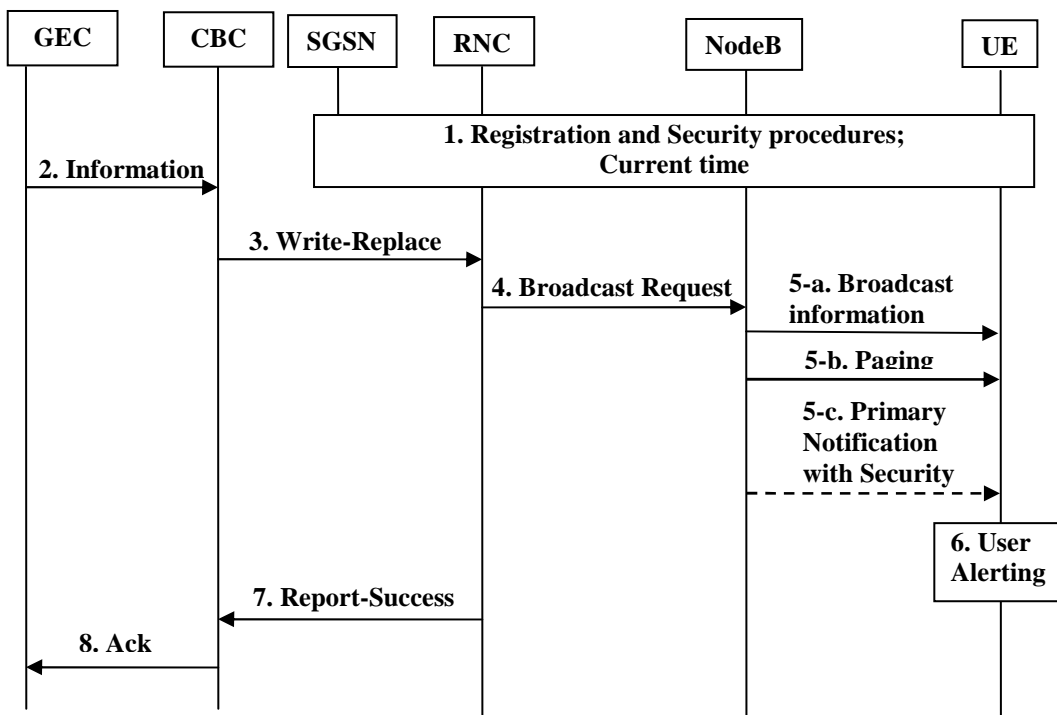 GEC
CBC
SGSN
RNC
NodeB
UE
1. Registration and Security procedures;
Current time
2. Information
3. Write-Replace
4. Broadcast Request
5-a. Broadcast
information
5-b. Paging
5-c. Primary
Notification
with Security
6. User
Alerting
7. Report-Success
8. Ack